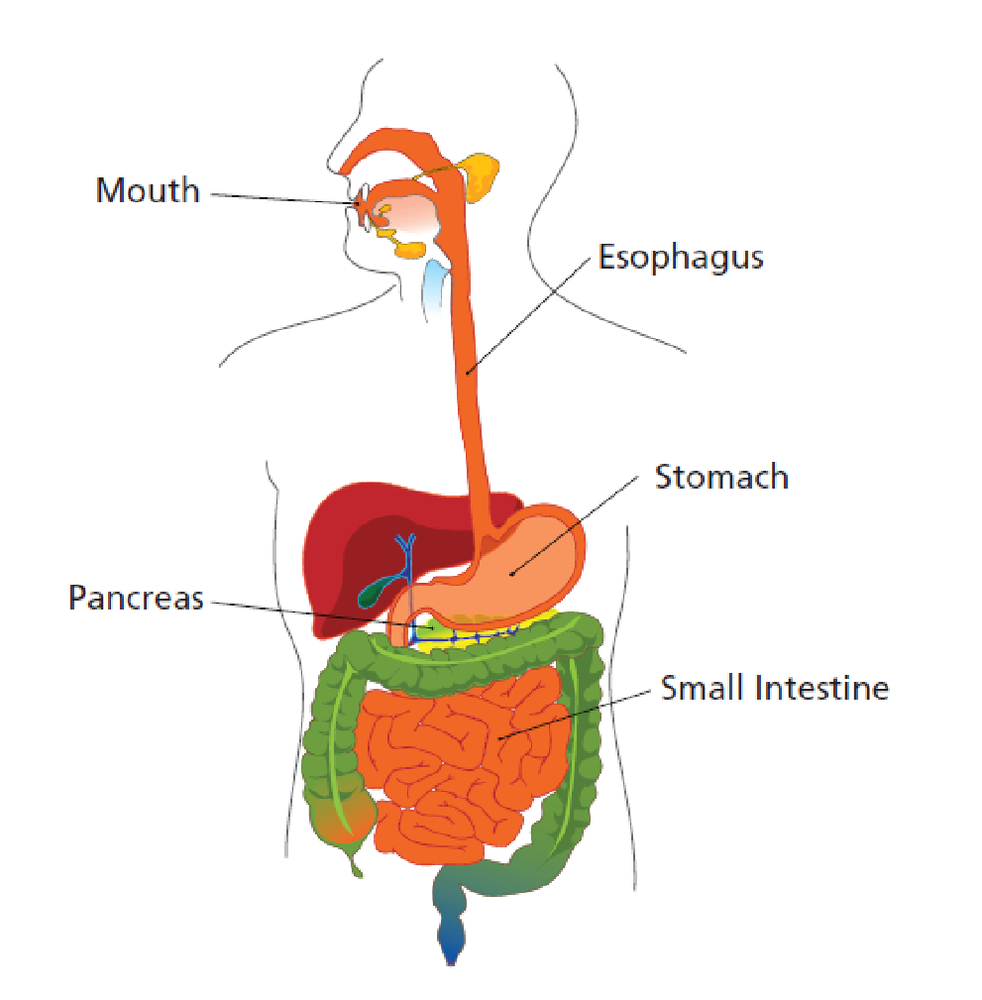 Mouth
Esophagus
Stomach
Pancreas
Small Intestine